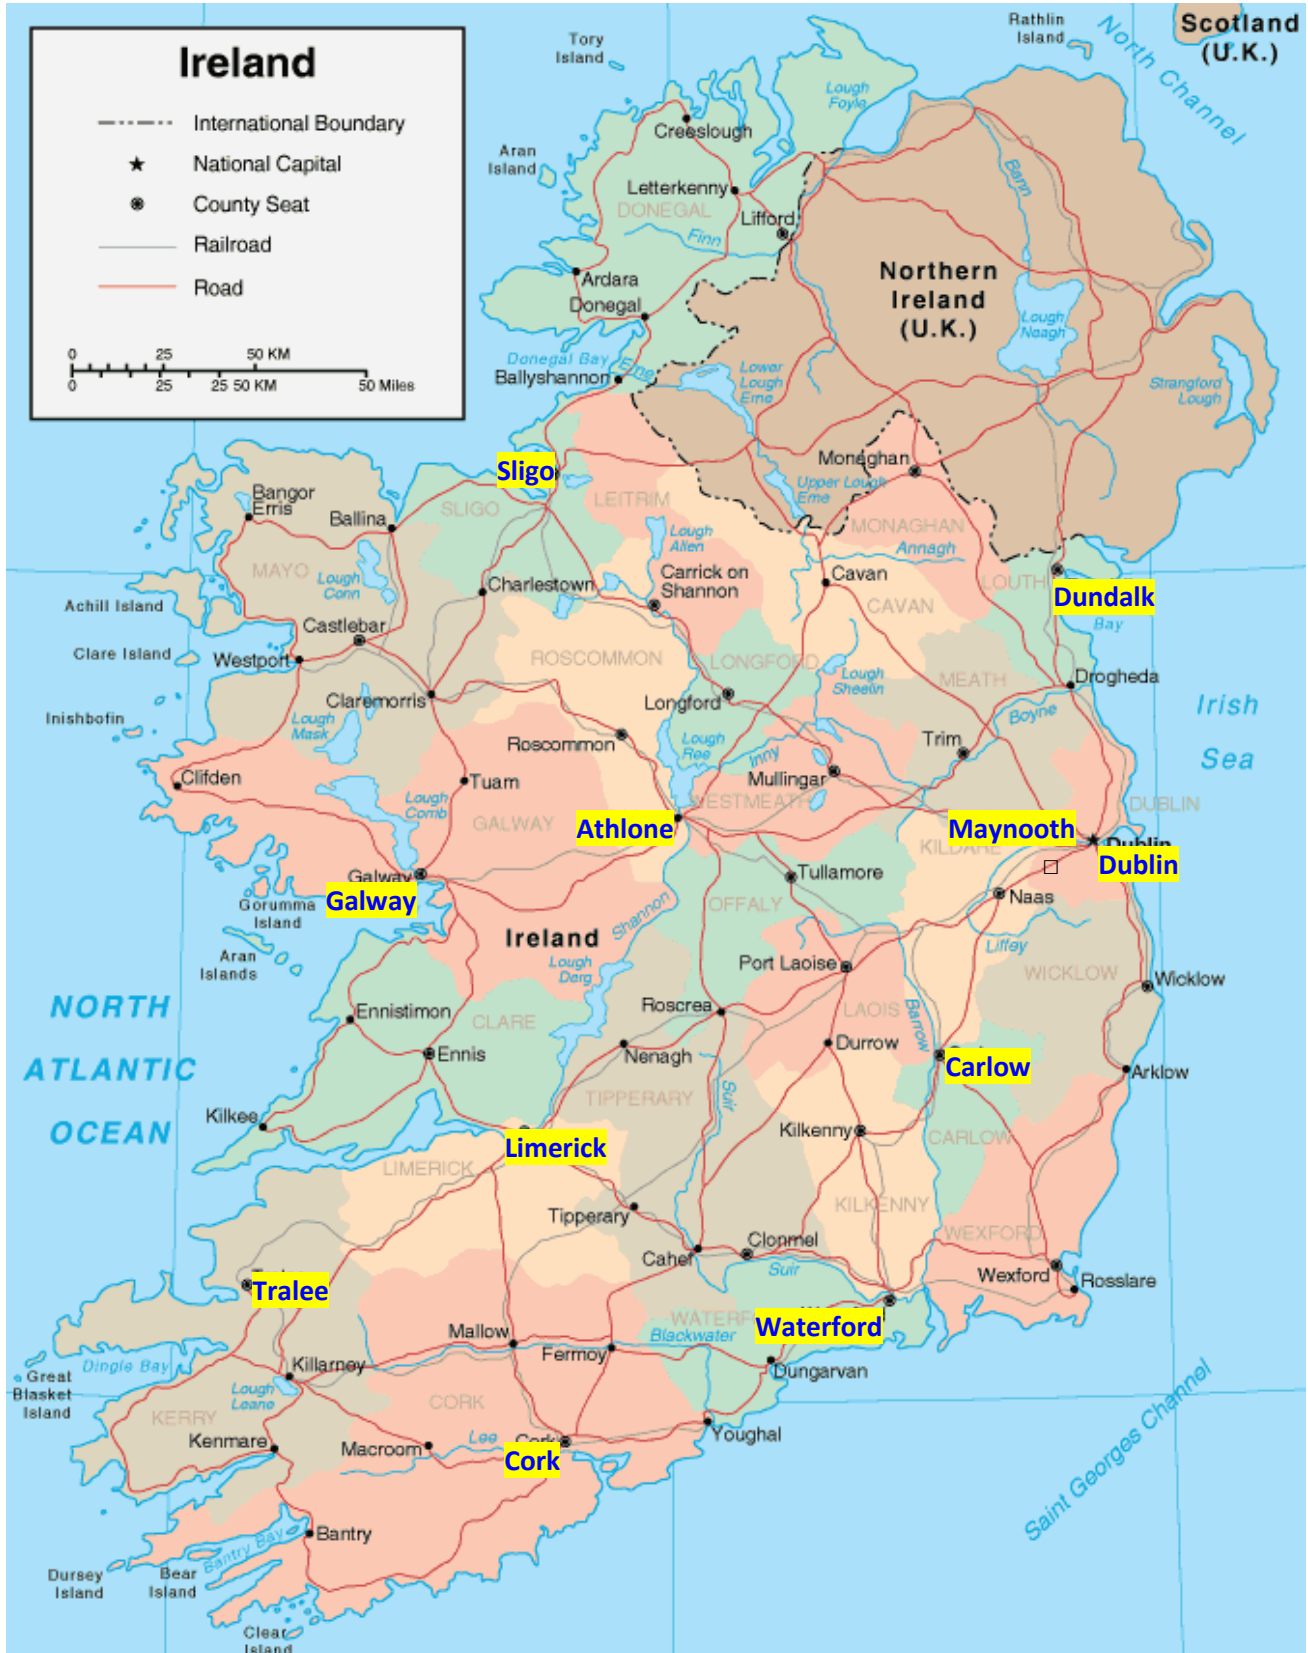 Ireland
International Boundary
National Capital
County Seat
Railroad
Road
0 25 50 KM
0 25 25 50 KM 50 Miles
Tory
Island
Rathlin
Island
Scotland
(U.K.)
North Channel
Lough
Foyle
Creeslough
Aran
Island
Letterkenny
DONEGAL
Lifford
Finn
Bann
Ardara
Donegal
Northern
Ireland
(U.K.)
Lough
Neagh
Donegal Bay
Erne
Ballyshannon
Lower
Lough
Erne
Strangford
Lough
Sligo
Monaghan
Upper Lough
Erne
LEITRIM
SLIGO
Bangor
Erris
Ballina
MONAGHAN
Annagh
Lough
Allen
MAYO
Lough
Conn
Charlestown
Carrick on
Shannon
Cavan
CAVAN
LOUTH
Dundalk
Bay
Achill Island
Castlebar
Clare Island
Westport
ROSCOMMON
LONGFORD
Lough
Sheelin
MEATH
Drogheda
Claremorris
Longford
Boyne
Irish
Sea
Inishbofin
Lough
Mask
Roscommon
Lough
Ree
Inny
Trim
Mullingar
Clifden
Tuam
Lough
Comb
GALWAY
WESTMEATH
DUBLIN
Athlone
Maynooth
KILDARE
Dublin
Dublin
Galway
Galway
Tullamore
Naas
Gorumma
Island
OFFALY
Shannon
Ireland
Liffey
Aran
Islands
Lough
Derg
Port Laoise
WICKLOW
Wicklow
NORTH
ATLANTIC
OCEAN
Roscrea
LAOIS
Barrow
Ennistimon
CLARE
Ennis
Nenagh
Durrow
Carlow
Arklow
TIPPERARY
Suir
Kilkee
Limerick
Kilkenny
CARLOW
LIMERICK
KILKENNY
Tipperary
WEXFORD
Clonmel
Cahef
Suir
Wexford
Rosslare
Tralee
WATERFO
Waterford
Mallow
Blackwater
Fermoy
Dungarvan
Dingle Bay
Killarney
Great
Blasket
Island
Lough
Leane
KERRY
CORK
Kenmare
Macroom
Lee
Cork
Cork
Youghal
Saint Georges Channel
Bantry
Bantry Bay
Dursey
Island
Bear
Island
Clear
Island